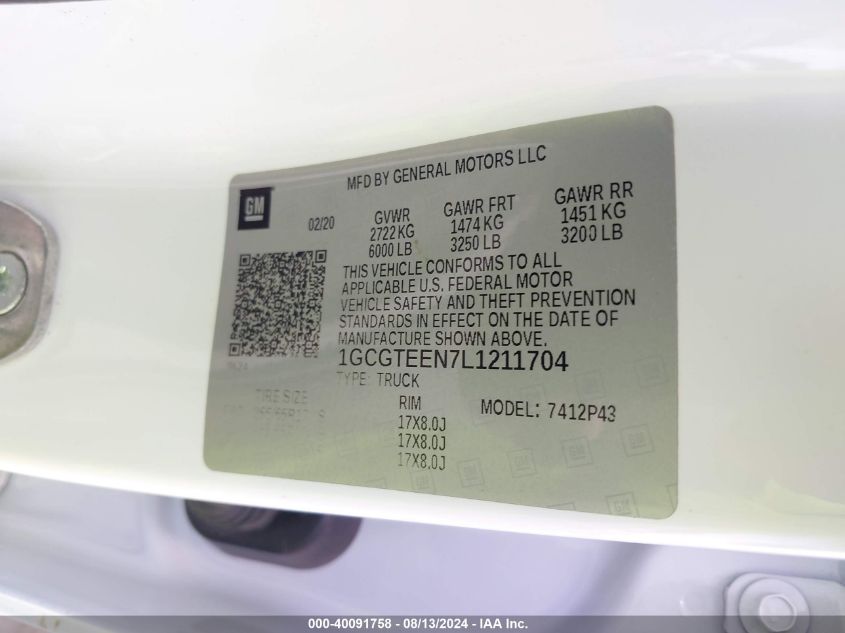 MFD BY GENERAL MOTORS LLC
GM
02/20
GVWR GAWR FRT GAWR RR
2722 KG 1474 KG 1451 KG
6000 LB 3250 LB 3200 LB
THIS VEHICLE CONFORMS TO ALL
APPLICABLE U.S. FEDERAL MOTOR
VEHICLE SAFETY AND THEFT PREVENTION
STANDARDS IN EFFECT ON THE DATE OF
MANUFACTURE SHOWN ABOVE.
1GCGTEEN7L1211704
TYPE: TRUCK
TIRE SIZE RIM MODEL: 7412P43
17X8.0J
17X8.0J
17X8.0J
000-40091758 - 08/13/2024 - IAA Inc.